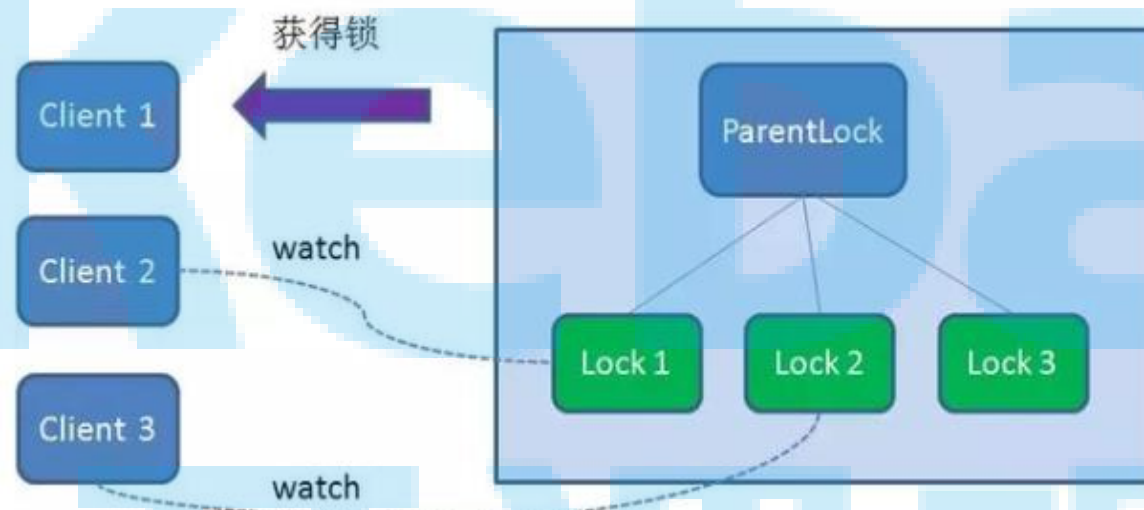 获得锁
Client 1
ParentLock
Client 2
watch
Lock 1
Lock 2
Lock 3
Client 3
watch